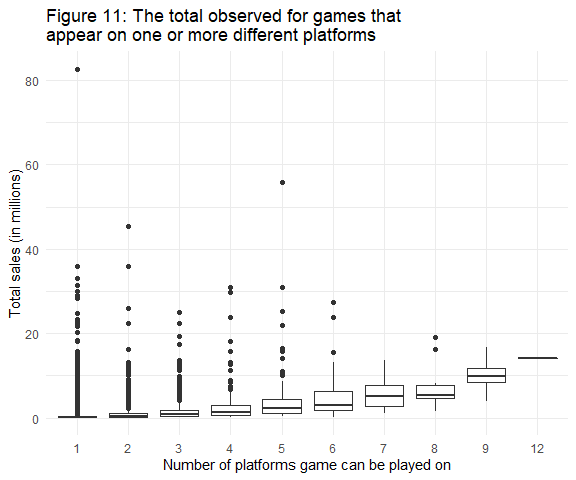 Figure 11: The total observed for games that
appear on one or more different platforms
Total sales (in millions)
80
60
40
20
0
1 2 3 4 5 6 7 8 9 12
Number of platforms game can be played on